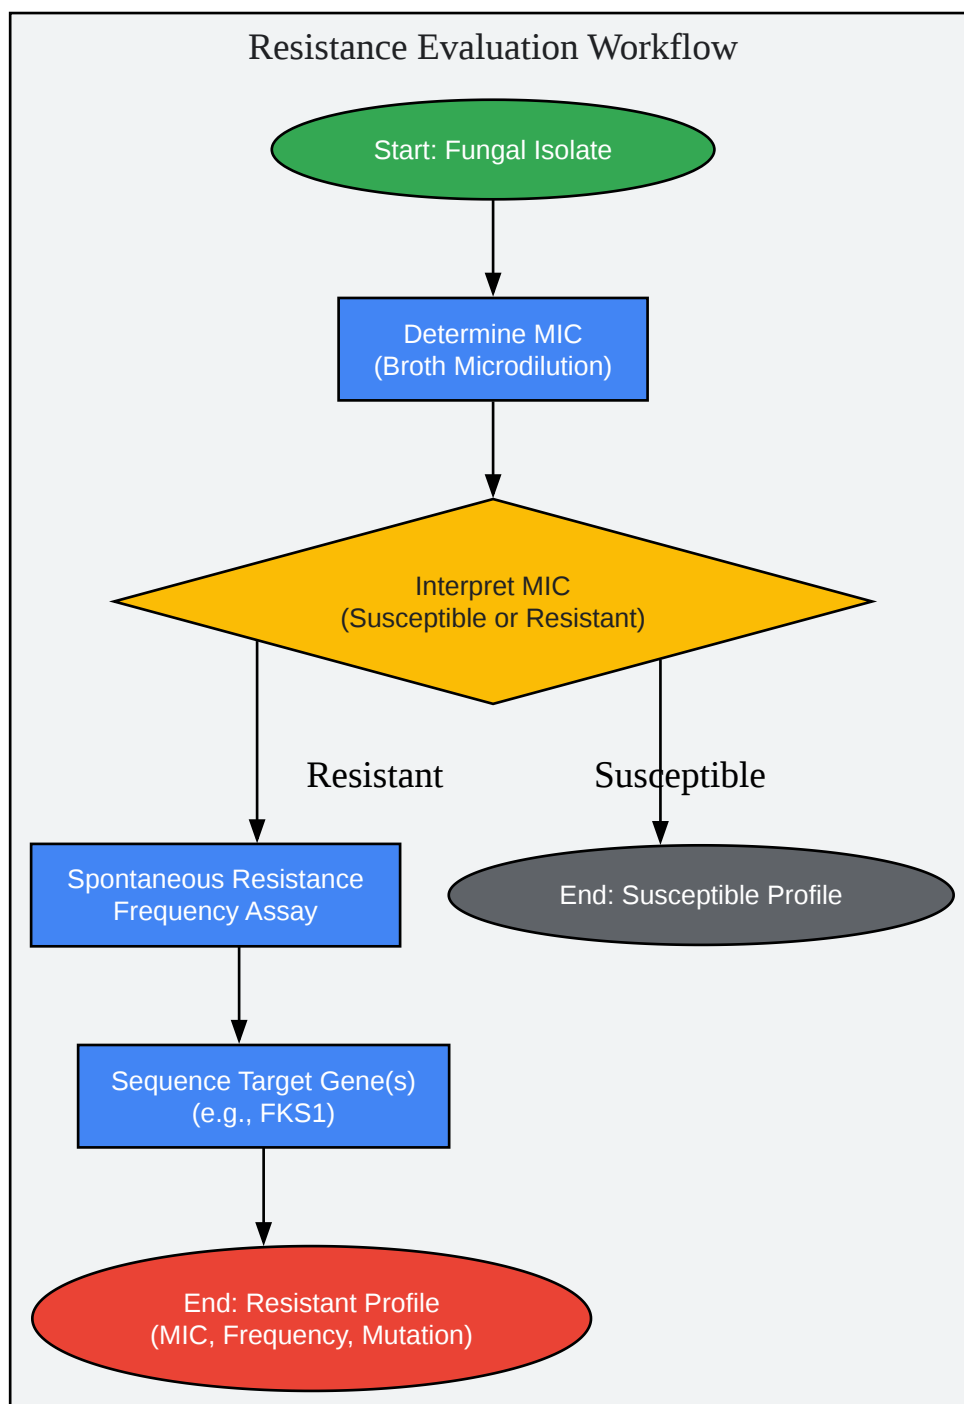 Resistance Evaluation Workflow
Start: Fungal Isolate
Determine MIC
(Broth Microdilution)
Interpret MIC
(Susceptible or Resistant)
Resistant
Susceptible
Spontaneous Resistance
Frequency Assay
End: Susceptible Profile
Sequence Target Gene(s)
(e.g., FKS1)
End: Resistant Profile
(MIC, Frequency, Mutation)